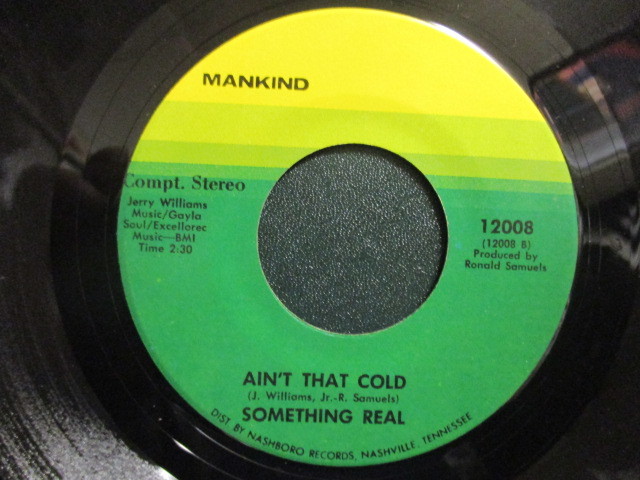 MANKIND
Compt. Stereo
Jerry Williams
Music/Gayla
Soul/Excellorec
Music—BMI
Time 2:30
12008
(12008 B)
Produced by
Ronald Samuels
AIN'T THAT COLD
(J. Williams, Jr.-R. Samuels)
SOMETHING REAL
DIST. BY NASHBORO RECORDS, NASHVILLE, TENNESSEE